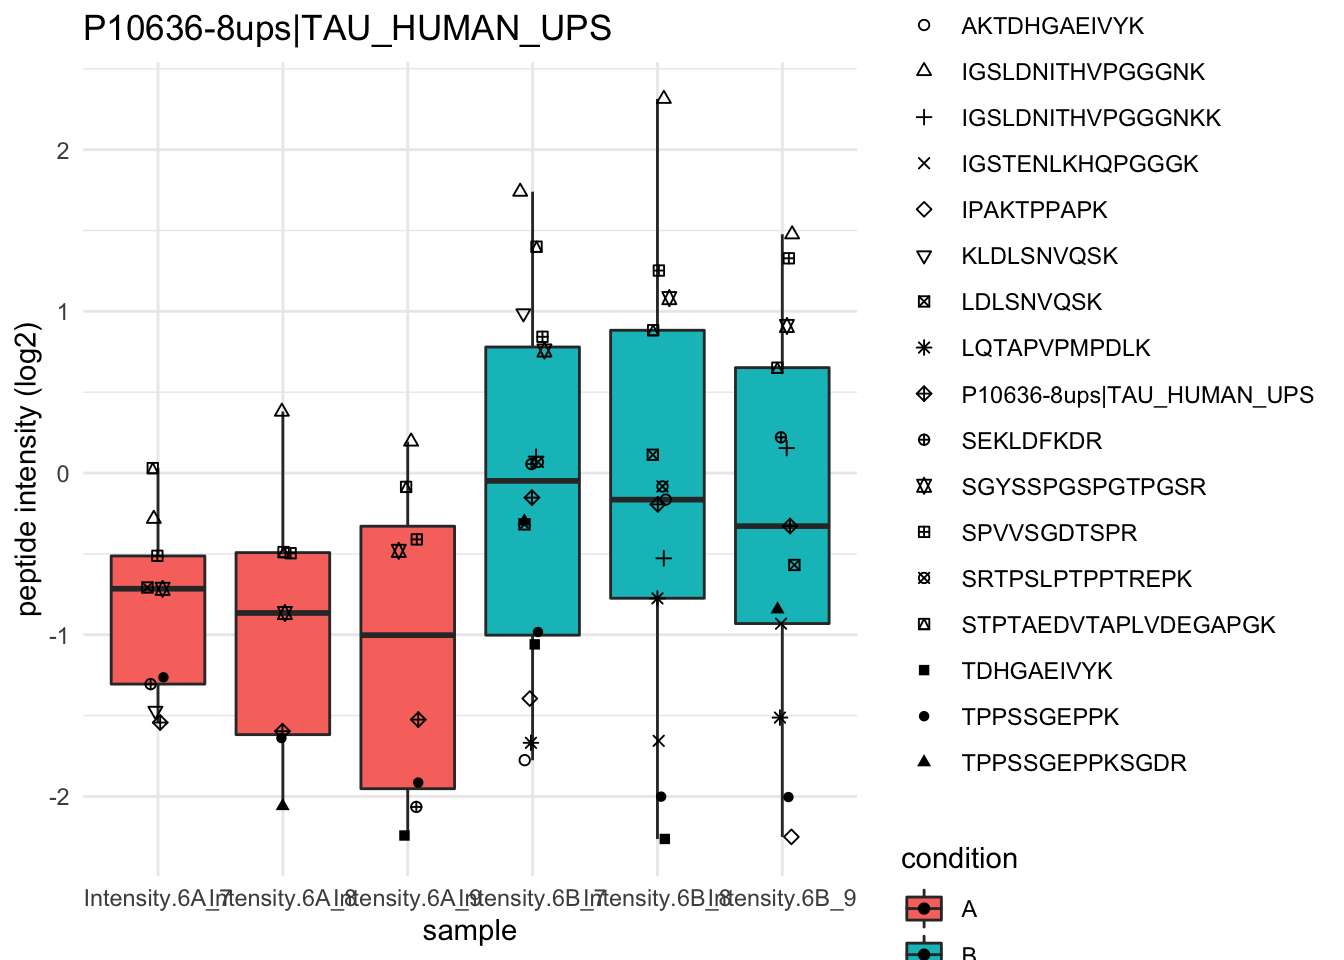 P10636-8ups|TAU_HUMAN_UPS
peptide intensity (log2)
2
1
0
-1
-2
Intensity.6A_7
Intensity.6A_8
Intensity.6A_9
Intensity.6B_7
Intensity.6B_8
Intensity.6B_9
sample
AKTDHGAEIVYK
IGSLDNITHVPGGGNK
IGSLDNITHVPGGGNKK
IGSTENLKHQPGGGK
IPAKTPPAPK
KLDLSNVQSK
LDLSNVQSK
LQTAPVPMPDLK
P10636-8ups|TAU_HUMAN_UPS
SEKLDFKDR
SGYSSPGSPGTPGSR
SPVVSGDTSPR
SRTPSLPTPPTREPK
STPTAEDVTAPLVDEGAPGK
TDHGAEIVYK
TPPSSGEPPK
TPPSSGEPPKSGDR
condition
A
B